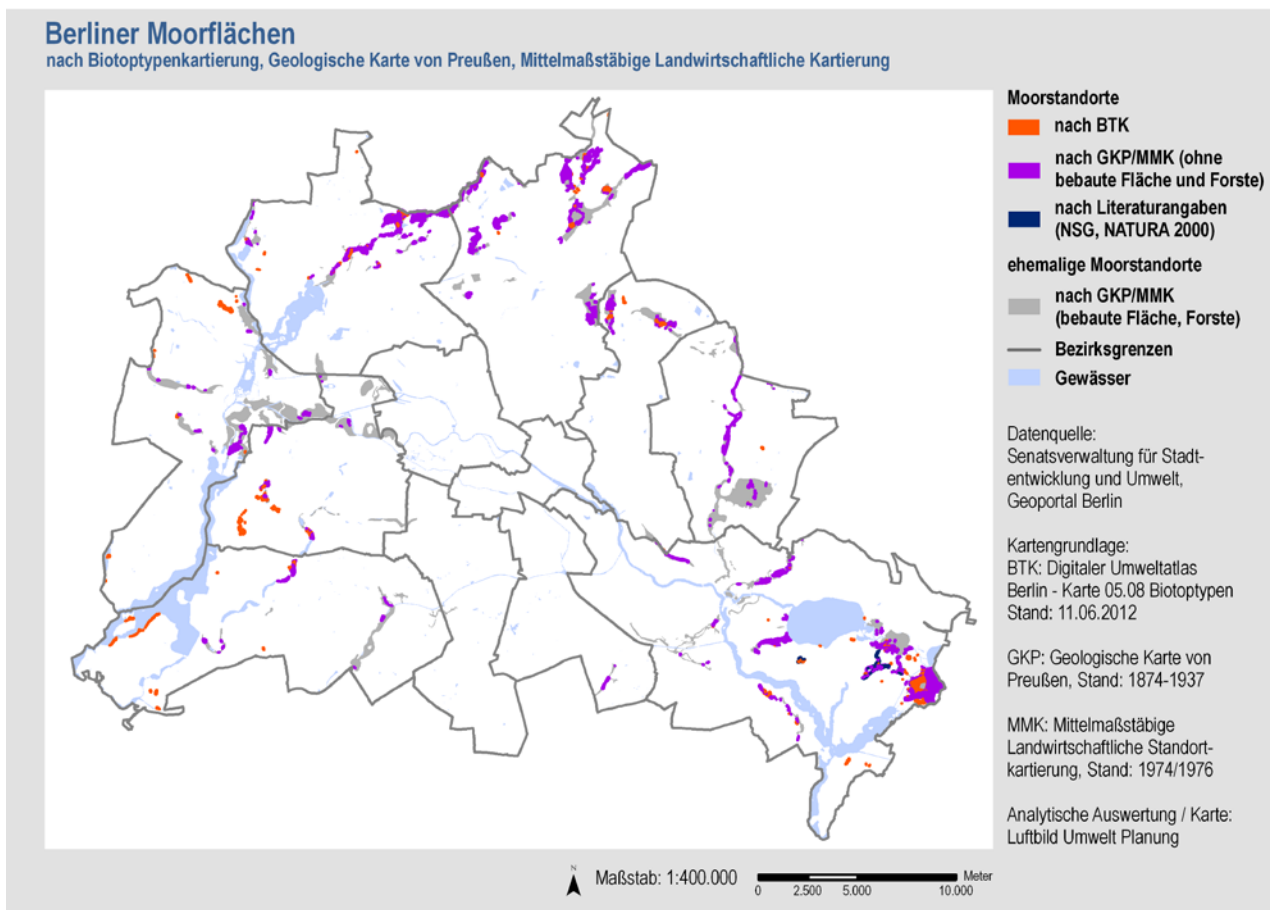 Berliner Moorflächen
nach Biotoptypenkartierung, Geologische Karte von Preußen, Mittelmaßstäbige Landwirtschaftliche Kartierung
Moorstandorte
nach BTK
nach GKP/MMK (ohne
bebaute Fläche und Forste)
nach Literaturangaben
(NSG, NATURA 2000)
ehemalige Moorstandorte
nach GKP/MMK
(bebaute Fläche, Forste)
Bezirksgrenzen
Gewässer
Datenquelle:
Senatsverwaltung für Stadt-
entwicklung und Umwelt,
Geoportal Berlin
Kartengrundlage:
BTK: Digitaler Umweltatlas
Berlin - Karte 05.08 Biotoptypen
Stand: 11.06.2012
GKP: Geologische Karte von
Preußen, Stand: 1874-1937
MMK: Mittelmaßstäbige
Landwirtschaftliche Standort-
kartierung, Stand: 1974/1976
Analytische Auswertung / Karte:
Luftbild Umwelt Planung
N
Maßstab: 1:400.000
Meter
0 2.500 5.000 10.000